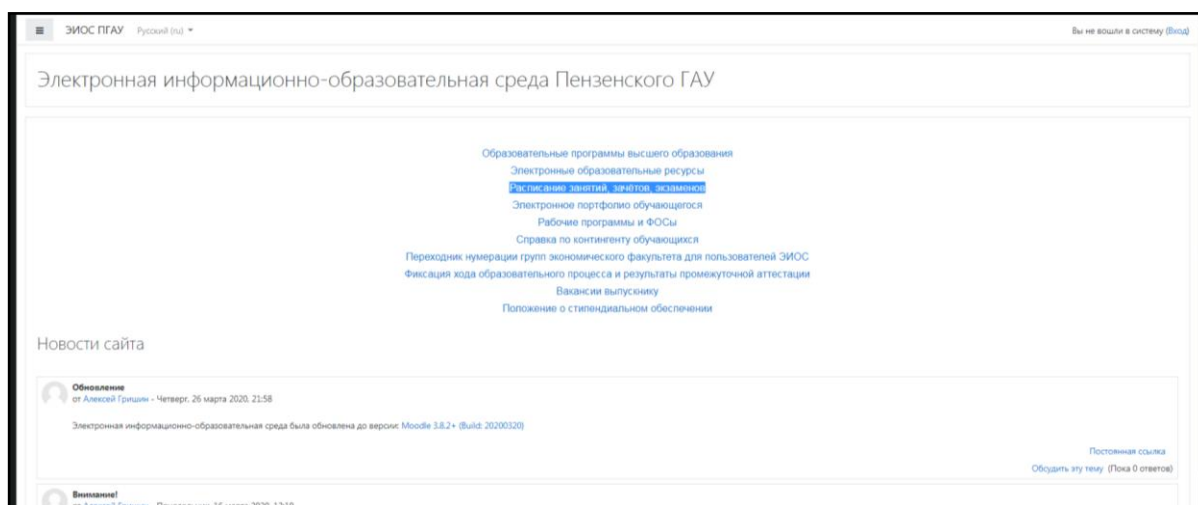 ЭИОС ПГАУ Русский (ru)
Вы не вошли в систему (Вход)
Электронная информационно-образовательная среда Пензенского ГАУ
Образовательные программы высшего образования
Электронные образовательные ресурсы
Расписание занятий, зачётов, экзаменов
Электронное портфолио обучающегося
Рабочие программы и ФОСы
Справка по контингенту обучающихся
Переходник нумерации групп экономического факультета для пользователей ЭИОС
Фиксация хода образовательного процесса и результаты промежуточной аттестации
Вакансии выпускнику
Положение о стипендиальном обеспечении
Новости сайта
Обновление
от Алексей Гришин - Четверг, 26 марта 2020, 21:58
Электронная информационно-образовательная среда была обновлена до версии: Moodle 3.8.2+ (Build: 20200320)
Постоянная ссылка
Обсудить эту тему (Пока 0 ответов)
Внимание!